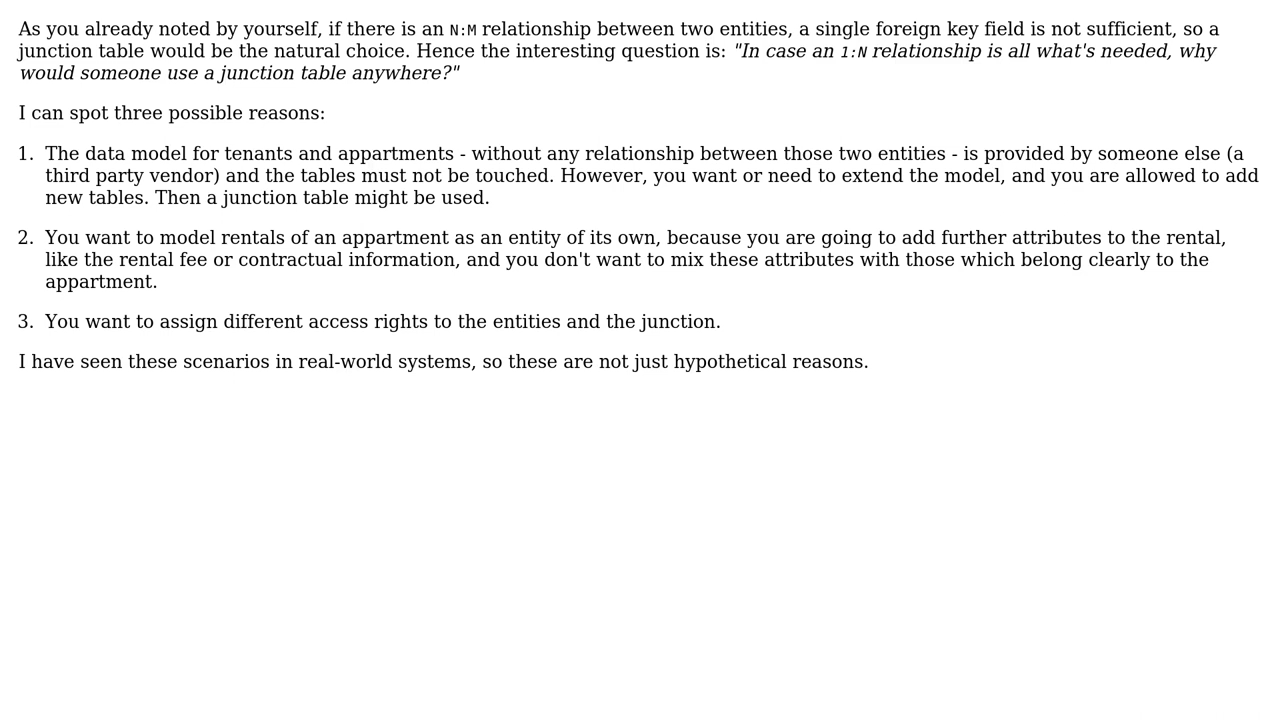 As you already noted by yourself, if there is an N:M relationship between two entities, a single foreign key field is not sufficient, so a
junction table would be the natural choice. Hence the interesting question is: "In case an 1:N relationship is all what's needed, why
would someone use a junction table anywhere?"
I can spot three possible reasons:
1. The data model for tenants and appartments - without any relationship between those two entities - is provided by someone else (a
third party vendor) and the tables must not be touched. However, you want or need to extend the model, and you are allowed to add
new tables. Then a junction table might be used.
2. You want to model rentals of an appartment as an entity of its own, because you are going to add further attributes to the rental,
like the rental fee or contractual information, and you don't want to mix these attributes with those which belong clearly to the
appartment.
3. You want to assign different access rights to the entities and the junction.
I have seen these scenarios in real-world systems, so these are not just hypothetical reasons.